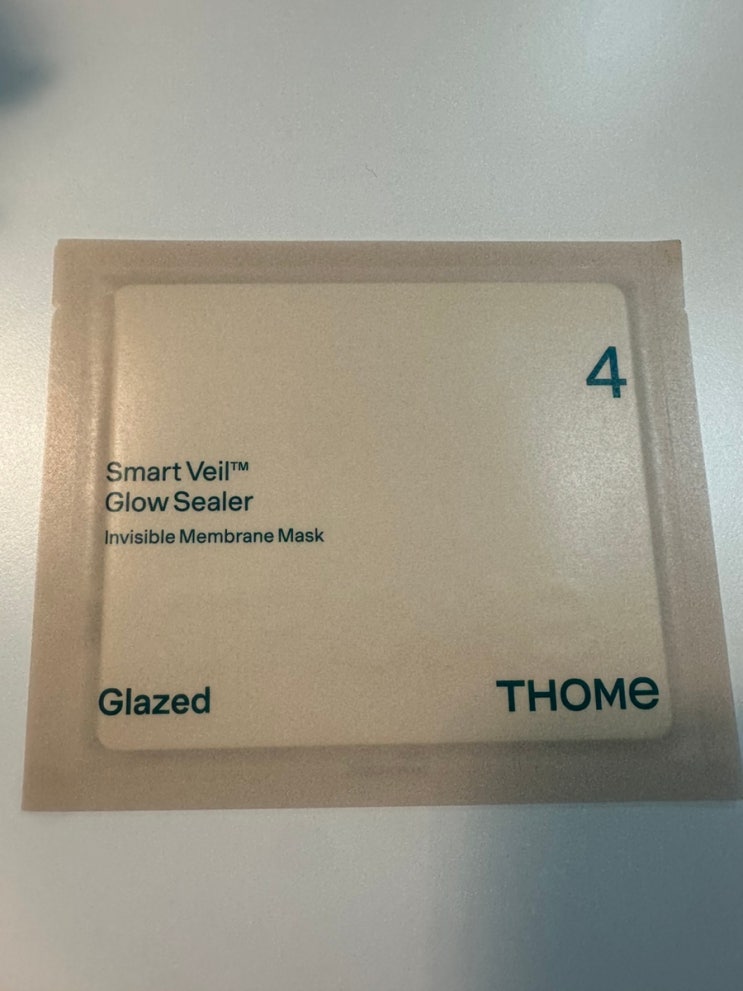 4
Smart Veil™
Glow Sealer
Invisible Membrane Mask
Glazed
THOMe